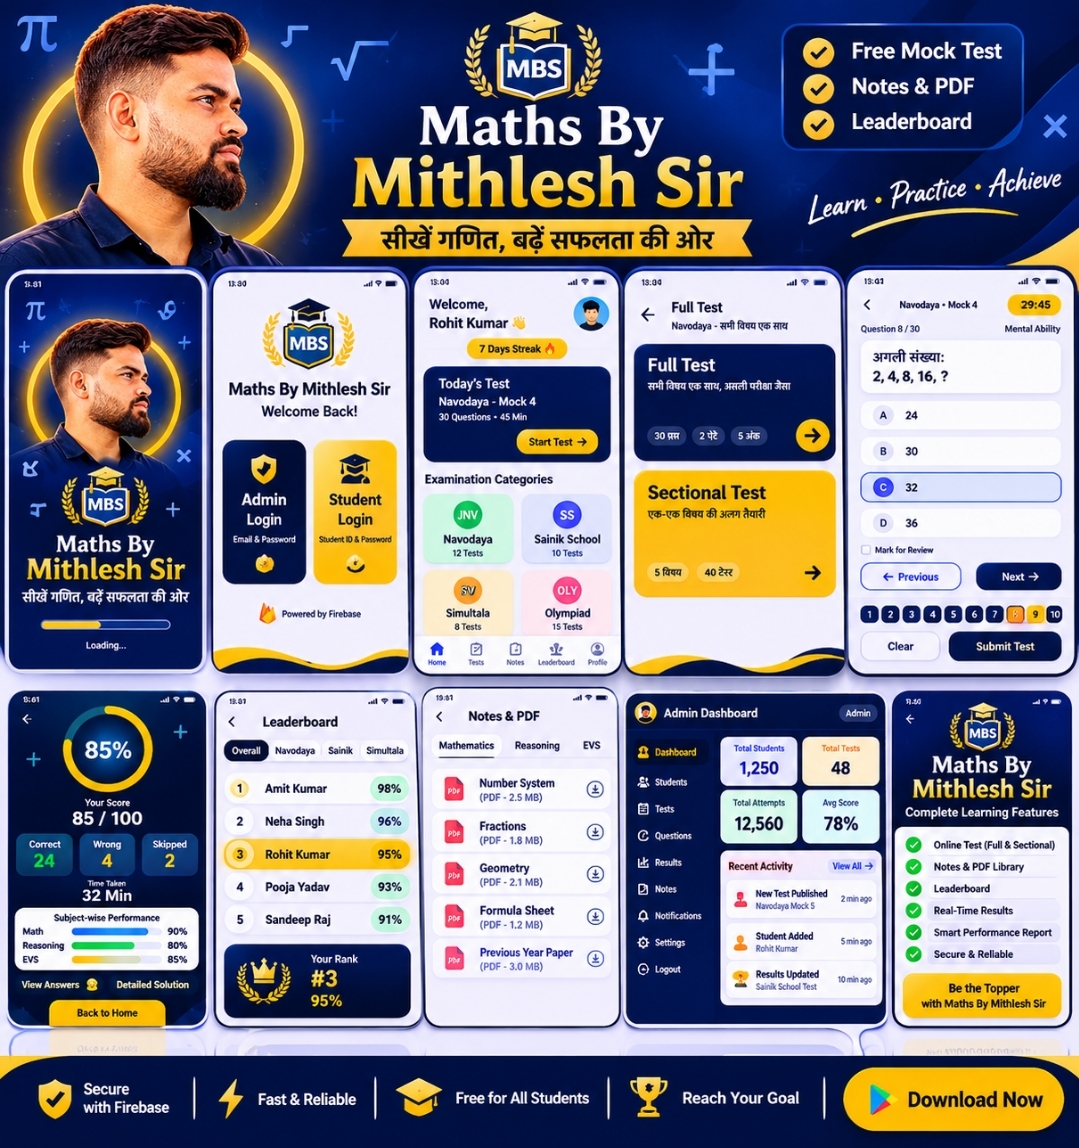 MBS
Maths By
Mithlesh Sir
सीखें गणित, बढ़ें सफलता की ओर
Free Mock Test
Notes & PDF
Leaderboard
Learn • Practice • Achieve
MBS
Maths By
Mithlesh Sir
सीखें गणित, बढ़ें सफलता की ओर
Loading...
MBS
Maths By Mithlesh Sir
Welcome Back!
Admin
Login
Email & Password
Student
Login
Student ID & Password
Powered by Firebase
Welcome,
Rohit Kumar
7 Days Streak
Today's Test
Navodaya - Mock 4
30 Questions • 45 Min
Start Test →
Examination Categories
JNV
Navodaya
12 Tests
SS
Sainik School
10 Tests
Simultala
8 Tests
OLY
Olympiad
15 Tests
Home
Tests
Notes
Leaderboard
Profile
Full Test
Navodaya - सभी विषय एक साथ
Full Test
सभी विषय एक साथ, असली परीक्षा जैसा
5 अंक
Sectional Test
एक-एक विषय की अलग तैयारी
5 विषय
Navodaya • Mock 4
29:45
Question 8 / 30
Mental Ability
अगली संख्या:
2, 4, 8, 16, ?
A 24
B 30
C 32
D 36
Mark for Review
← Previous
Next →
1 2 3 4 5 6 7 8 9 10
Clear
Submit Test
85%
Your Score
85 / 100
Correct
24
Wrong
4
Skipped
2
Time Taken
32 Min
Subject-wise Performance
Math 90%
Reasoning 80%
EVS 85%
View Answers
Detailed Solution
Back to Home
Leaderboard
Overall Navodaya Sainik Simultala
1 Amit Kumar 98%
2 Neha Singh 96%
3 Rohit Kumar 95%
4 Pooja Yadav 93%
5 Sandeep Raj 91%
Your Rank
#3
95%
Notes & PDF
Mathematics Reasoning EVS
Number System
(PDF - 2.5 MB)
Fractions
(PDF - 1.8 MB)
Geometry
(PDF - 2.1 MB)
Formula Sheet
(PDF - 1.2 MB)
Previous Year Paper
(PDF - 3.0 MB)
Admin Dashboard
Admin
Dashboard
Students
Tests
Questions
Results
Notes
Notifications
Settings
Logout
Total Students
1,250
Total Tests
48
Total Attempts
12,560
Avg Score
78%
Recent Activity
View All →
New Test Published
Navodaya Mock 5
2 min ago
Student Added
Rohit Kumar
5 min ago
Results Updated
Sainik School Test
10 min ago
MBS
Maths By
Mithlesh Sir
Complete Learning Features
Online Test (Full & Sectional)
Notes & PDF Library
Leaderboard
Real-Time Results
Smart Performance Report
Secure & Reliable
Be the Topper
with Maths By Mithlesh Sir
Secure
with Firebase
Fast & Reliable
Free for All Students
Reach Your Goal
Download Now